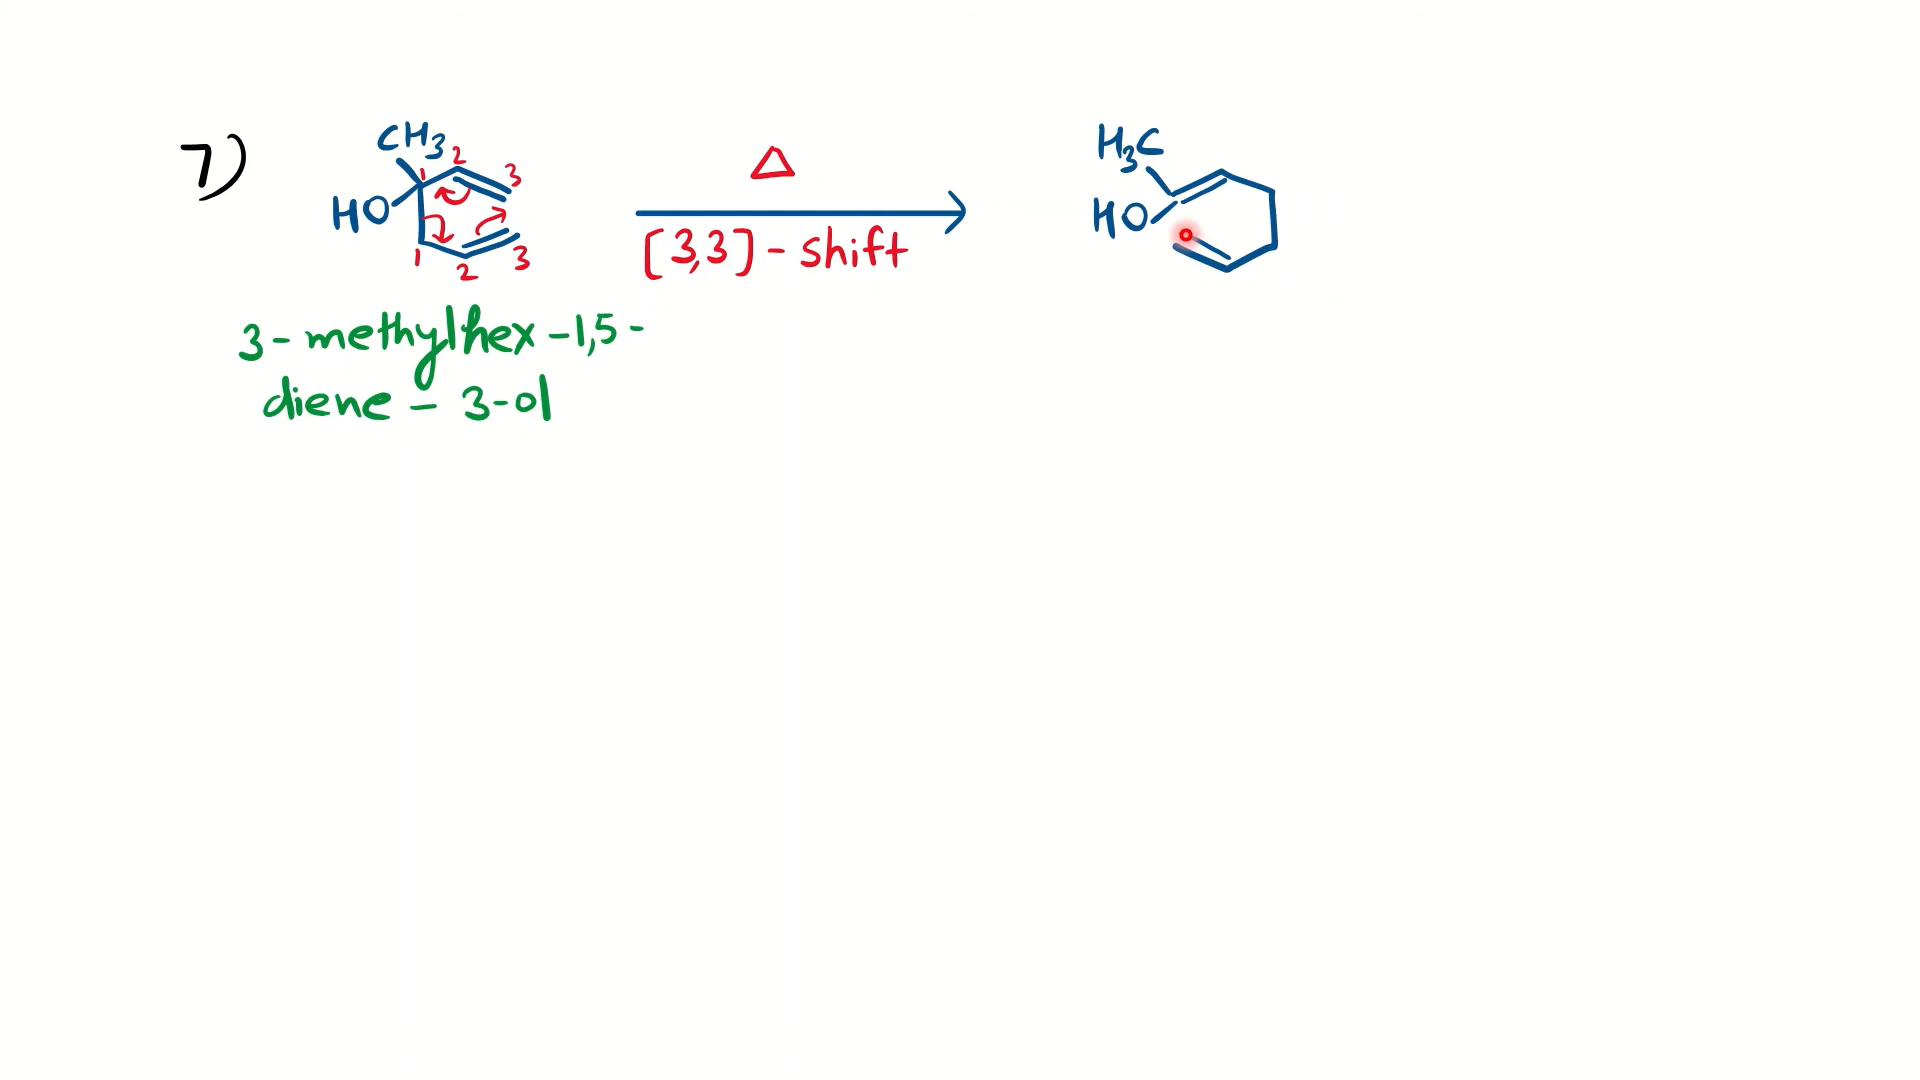 7)
CH3
HO
1
2
3
1
2
3
△
[3,3]-shift
H3C
HO
3-methylhex-1,5-
diene-3-ol